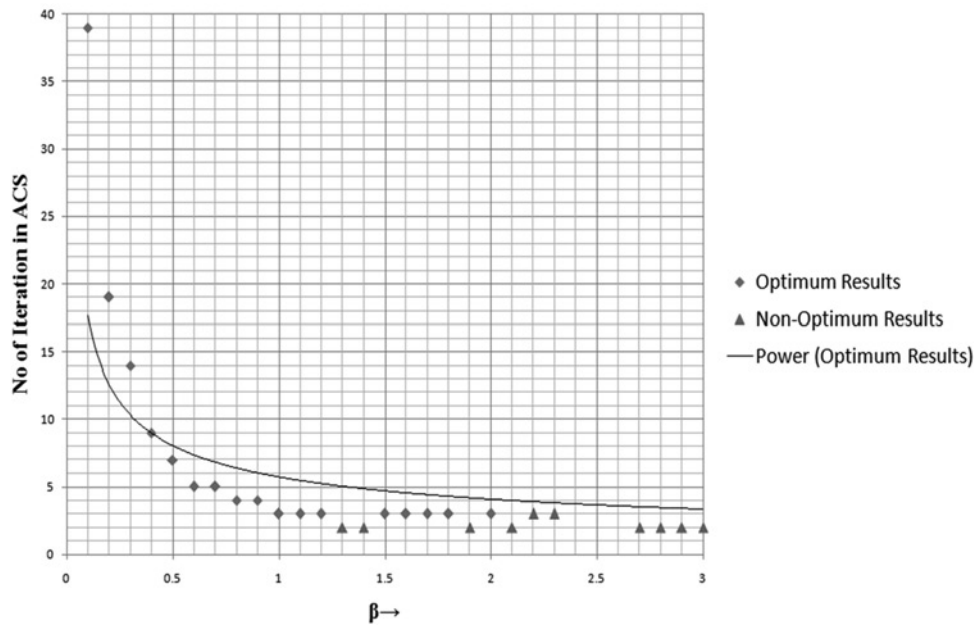 40
35
30
25
20
15
10
5
0
No of Iteration in ACS
0 0.5 1 1.5 2 2.5 3
β→
Optimum Results
Non-Optimum Results
Power (Optimum Results)